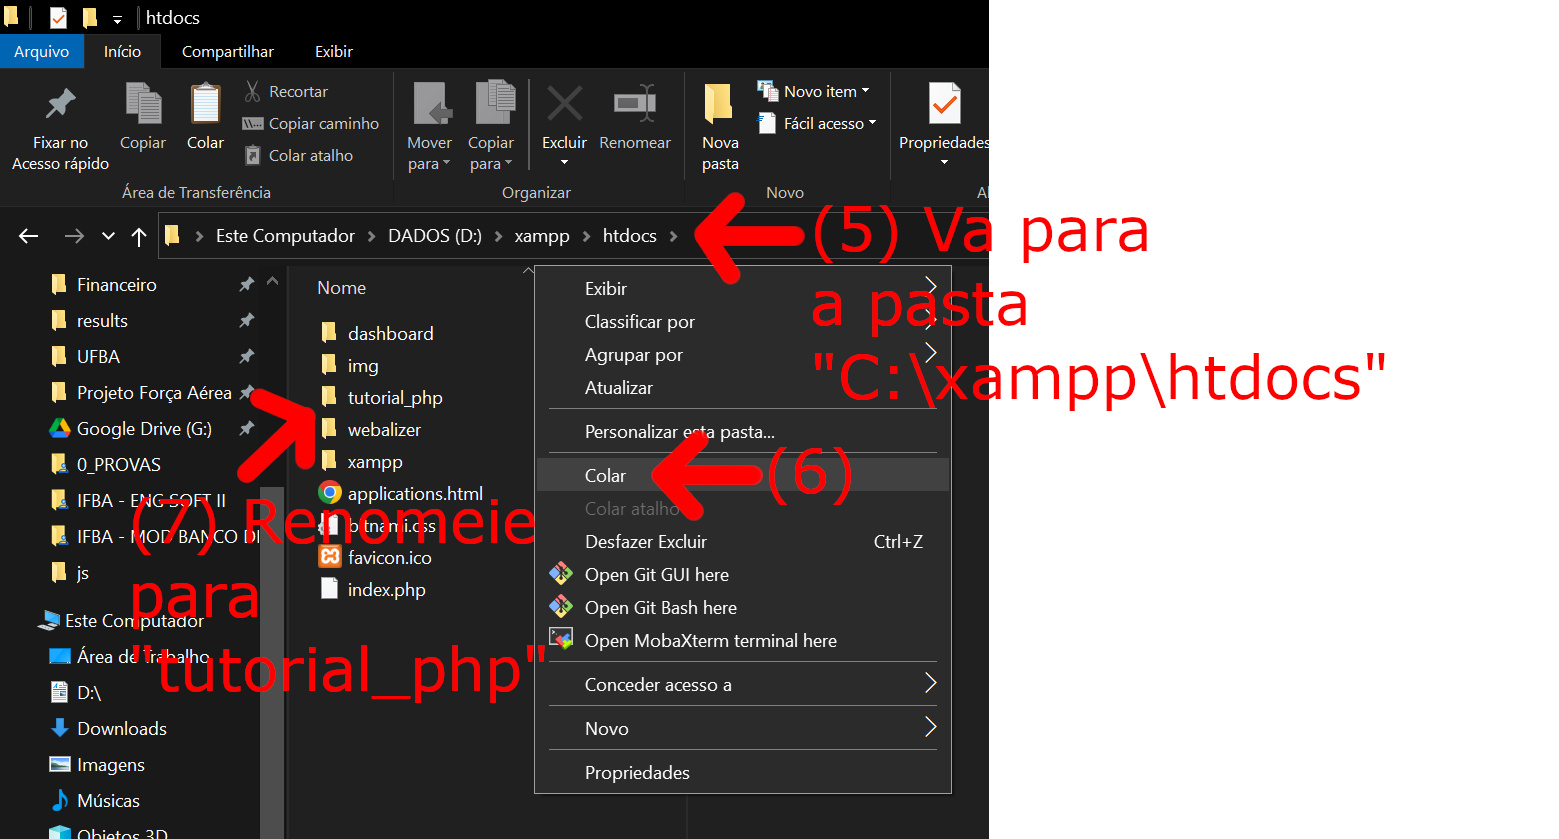 htdocs
Arquivo Início Compartilhar Exibir
Fixar no
Acesso rápido
Copiar
Colar
Recortar
Copiar caminho
Colar atalho
Área de Transferência
Mover
para
Copiar
para
Excluir
Renomear
Organizar
Nova
pasta
Novo item
Fácil acesso
Novo
Propriedades
Este Computador DADOS (D:) xampp htdocs
(5) Va para
a pasta
"C:\xampp\htdocs"
Financeiro
results
UFBA
Projeto Força Aérea
Google Drive (G:)
0_PROVAS
IFBA - ENG SOFT II
IFBA - MOD BANCO DE
js
Este Computador
Área de Trabalho
D:\
Downloads
Imagens
Músicas
Objetos 3D
Nome
dashboard
img
tutorial_php
webalizer
xampp
applications.html
bitnami.css
favicon.ico
index.php
(7) Renomeie
para
"tutorial_php"
Exibir
Classificar por
Agrupar por
Atualizar
Personalizar esta pasta...
Colar
(6)
Colar atalho
Desfazer Excluir Ctrl+Z
Open Git GUI here
Open Git Bash here
Open MobaXterm terminal here
Conceder acesso a
Novo
Propriedades